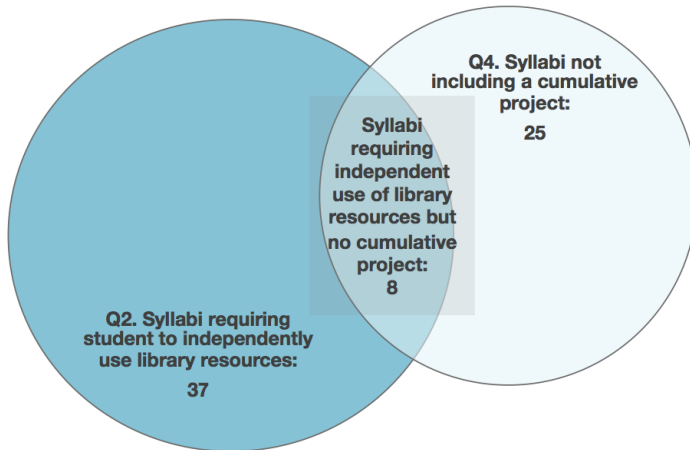 Q4. Syllabi not
including a cumulative
project:
25
Syllabi
requiring
independent
use of library
resources but
no cumulative
project:
8
Q2. Syllabi requiring
student to independently
use library resources:
37